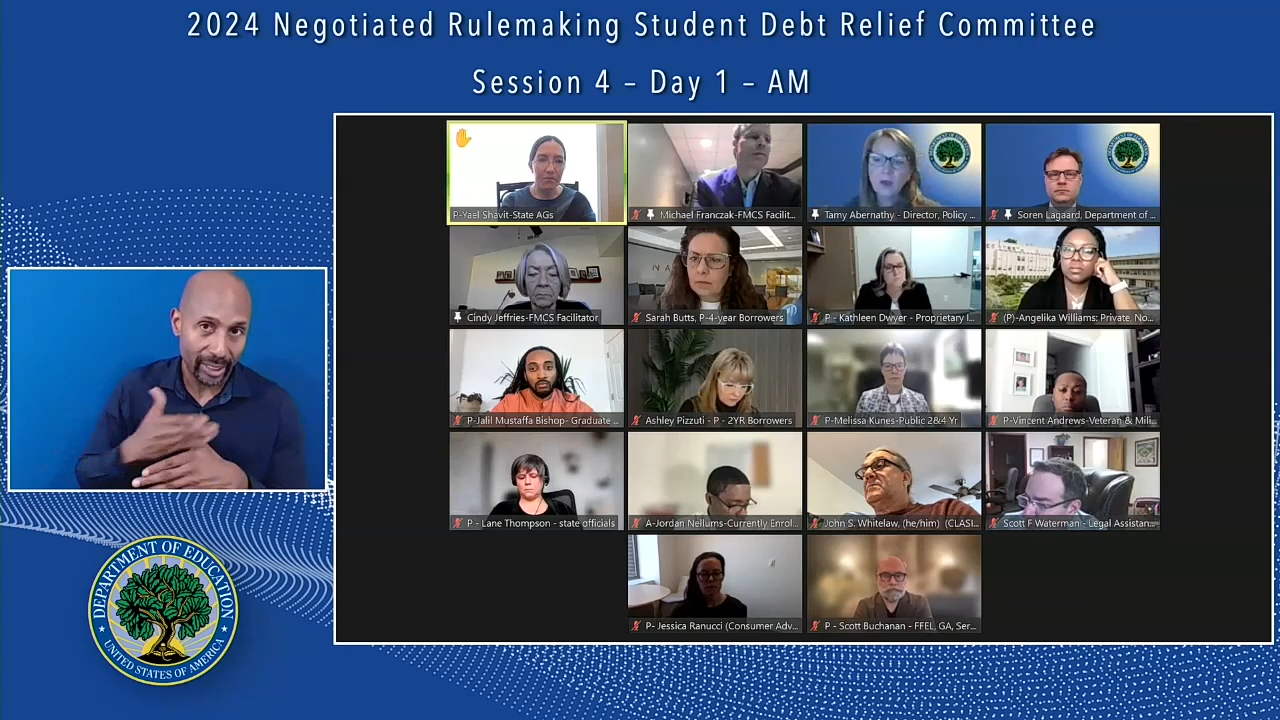 2024 Negotiated Rulemaking Student Debt Relief Committee
Session 4 – Day 1 – AM
P-Yael Shavit-State AGs
Michael Franczak-FMCS Facilit...
Tamy Abernathy - Director, Policy ...
Soren Lagaard, Department of ...
Cindy Jeffries-FMCS Facilitator
Sarah Butts, P-4-year Borrowers
P - Kathleen Dwyer - Proprietary I...
(P)-Angelika Williams: Private, No...
P-Jalil Mustaffa Bishop- Graduate ...
Ashley Pizzuti - P - 2YR Borrowers
P-Melissa Kunes-Public 2&4 Yr
P-Vincent Andrews-Veteran & Mili...
P - Lane Thompson - state officials
A-Jordan Nellums-Currently Enrol...
John S. Whitelaw, (he/him) (CLASI...
Scott F Waterman - Legal Assistan...
P- Jessica Ranucci (Consumer Adv...
P - Scott Buchanan - FFEL, GA, Ser...
DEPARTMENT OF EDUCATION
UNITED STATES OF AMERICA